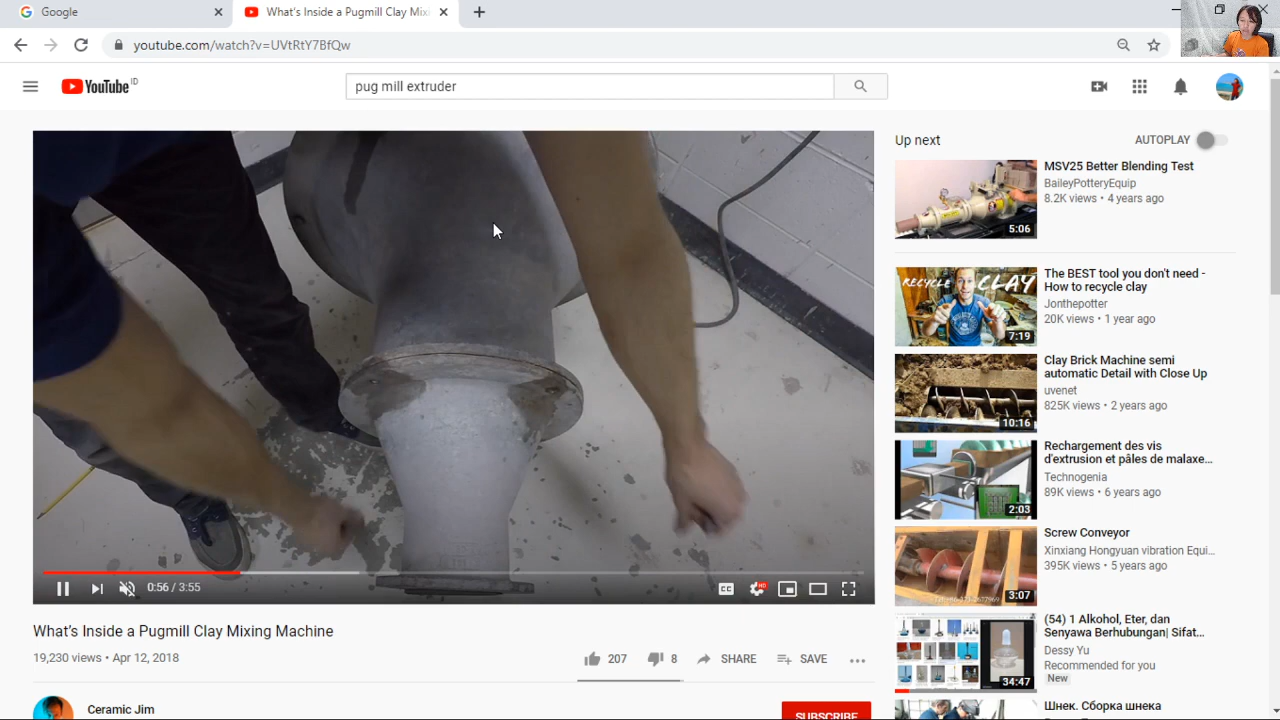 Google
What's Inside a Pugmill Clay Mixi
youtube.com/watch?v=UVtRtY7BfQw
YouTube ID
pug mill extruder
Up next
AUTOPLAY
MSV25 Better Blending Test
BaileyPotteryEquip
8.2K views • 4 years ago
5:06
RECYCLE CLAY
The BEST tool you don't need -
How to recycle clay
Jonthepotter
20K views • 1 year ago
7:19
Clay Brick Machine semi
automatic Detail with Close Up
uvenet
825K views • 2 years ago
10:16
Rechargement des vis
d'extrusion et pâles de malaxe...
Technogenia
89K views • 6 years ago
2:03
Screw Conveyor
Xinxiang Hongyuan vibration Equi...
395K views • 5 years ago
3:07
(54) 1 Alkohol, Eter, dan
Senyawa Berhubungan| Sifat...
Dessy Yu
Recommended for you
New
34:47
Шнек. Сборка шнека
0:56 / 3:55
CC
HD
What's Inside a Pugmill Clay Mixing Machine
19,230 views • Apr 12, 2018
207
8
SHARE
SAVE
Ceramic Jim
SUBSCRIBE